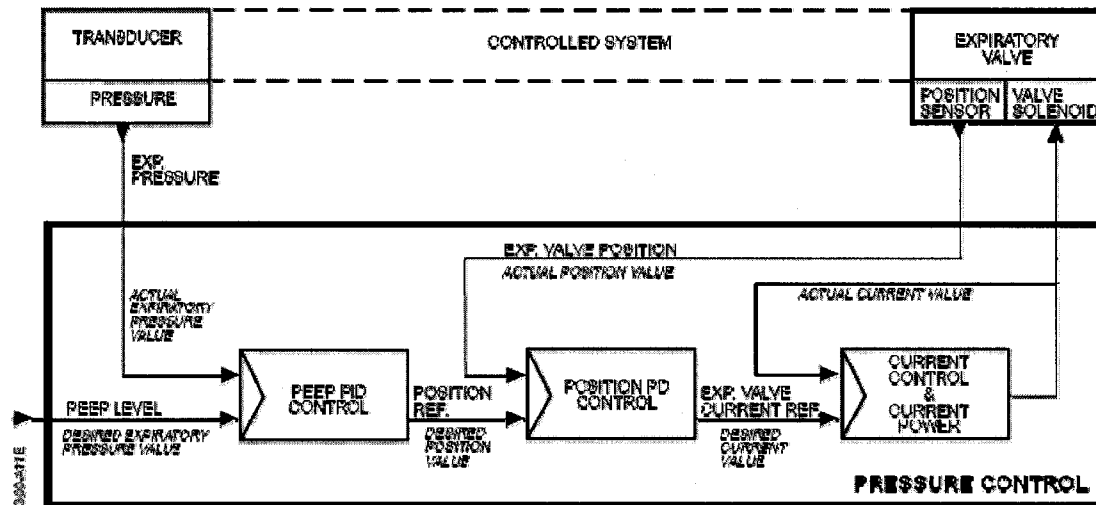 TRANSDUCER
PRESSURE
CONTROLLED SYSTEM
EXPIRATORY
VALVE
POSITION
SENSOR
VALVE
SOLENOID
EXP.
PRESSURE
EXP. VALVE POSITION
ACTUAL POSITION VALUE
ACTUAL CURRENT VALUE
ACTUAL
EXPIRATORY
PRESSURE
VALUE
PEEP LEVEL
DESIRED EXPIRATORY
PRESSURE VALUE
PEEP PID
CONTROL
POSITION
REF.
DESIRED
POSITION
VALUE
POSITION PD
CONTROL
EXP. VALVE
CURRENT REF.
DESIRED
CURRENT
VALUE
CURRENT
CONTROL
&
CURRENT
POWER
PRESSURE CONTROL